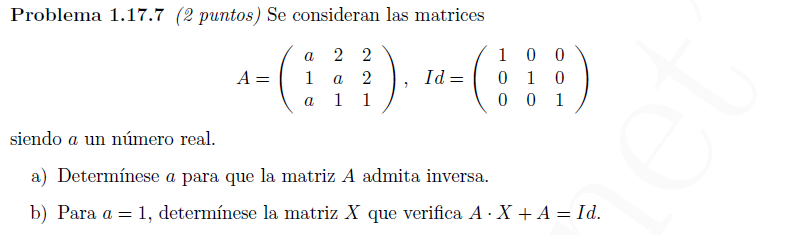 Problema 1.17.7 (2 puntos) Se consideran las matrices
A = ( a 2 2 ; 1 a 2 ; a 1 1 ), Id = ( 1 0 0 ; 0 1 0 ; 0 0 1 )
siendo a un número real.
a) Determínese a para que la matriz A admita inversa.
b) Para a = 1, determínese la matriz X que verifica A · X + A = Id.